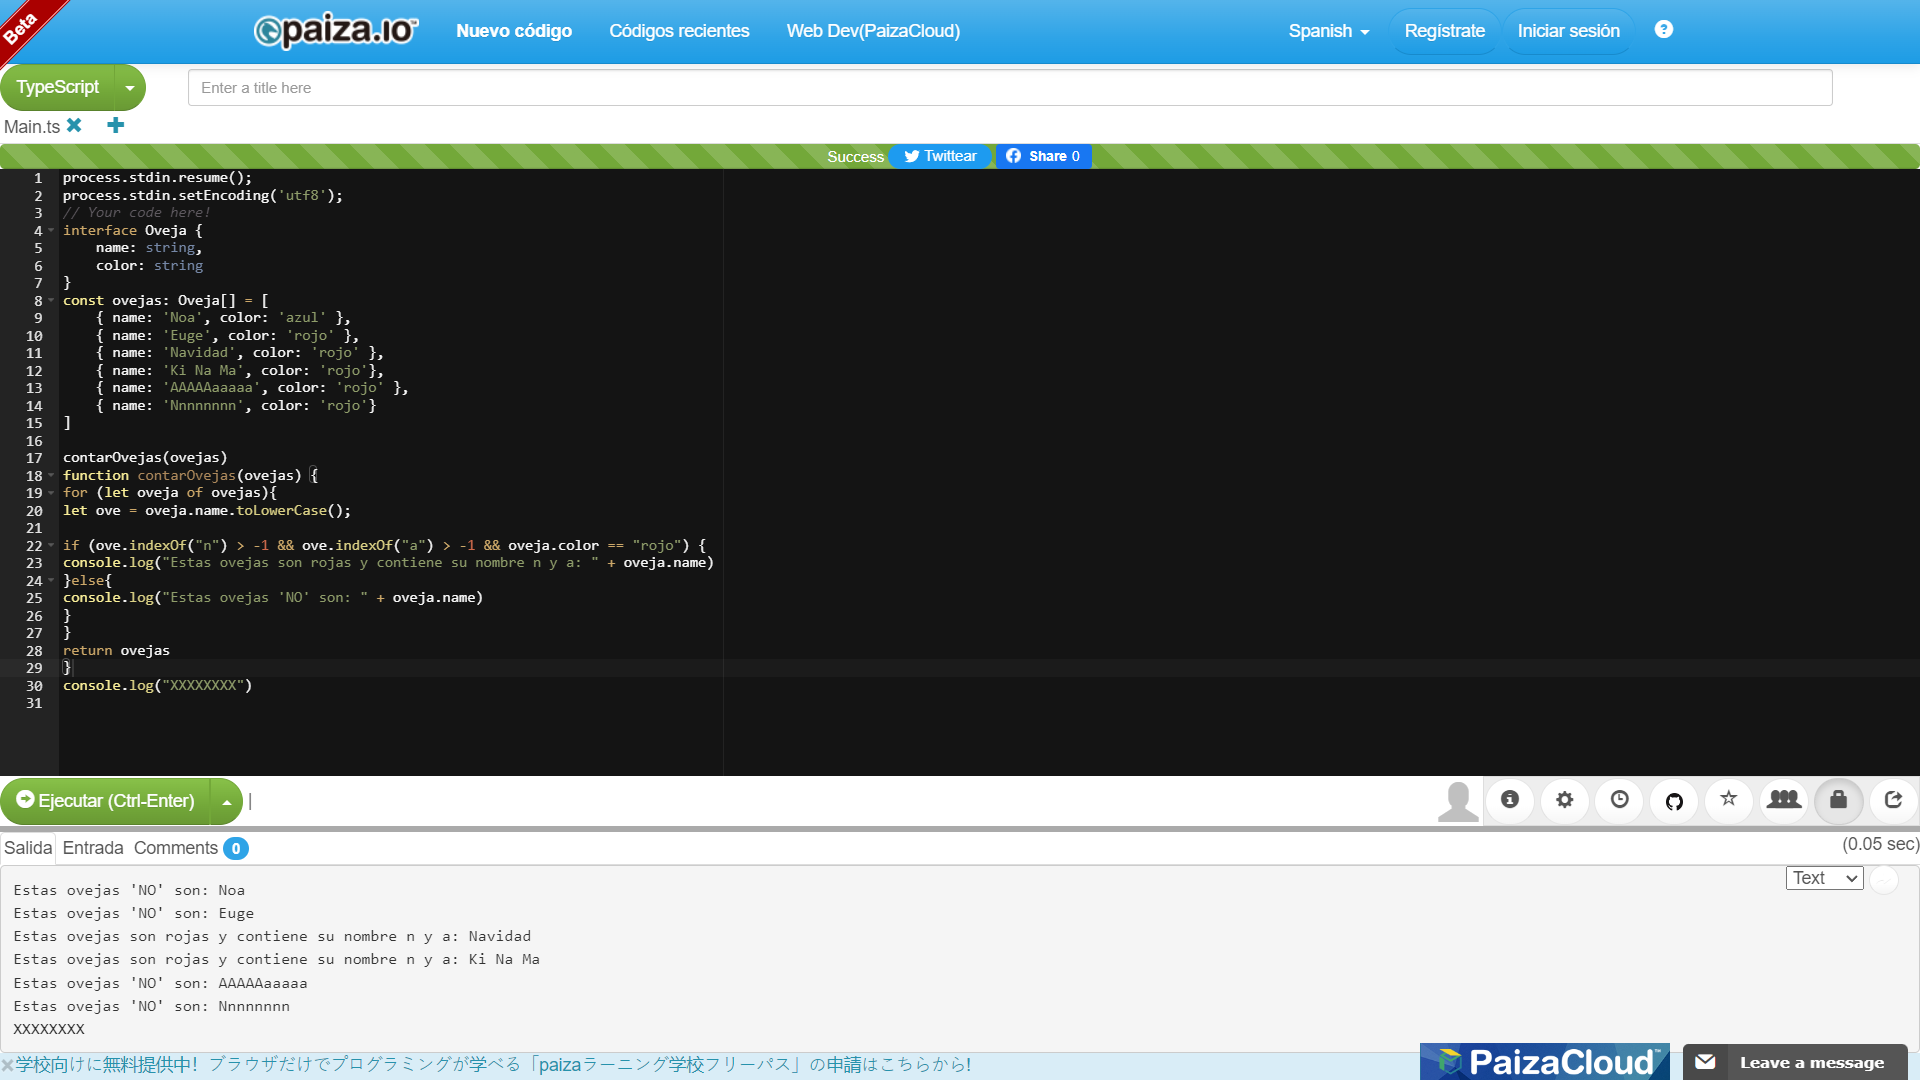 Beta
paiza.IO™
Nuevo código
Códigos recientes
Web Dev(PaizaCloud)
Spanish
Regístrate
Iniciar sesión
?
TypeScript
Enter a title here
Main.ts
Success
Twittear
Share 0
1 process.stdin.resume();
2 process.stdin.setEncoding('utf8');
3 // Your code here!
4 interface Oveja {
5     name: string,
6     color: string
7 }
8 const ovejas: Oveja[] = [
9     { name: 'Noa', color: 'azul' },
10     { name: 'Euge', color: 'rojo' },
11     { name: 'Navidad', color: 'rojo' },
12     { name: 'Ki Na Ma', color: 'rojo'},
13     { name: 'AAAAAaaaaa', color: 'rojo' },
14     { name: 'Nnnnnnnn', color: 'rojo'}
15 ]
16
17 contarOvejas(ovejas)
18 function contarOvejas(ovejas) {
19 for (let oveja of ovejas){
20 let ove = oveja.name.toLowerCase();
21
22 if (ove.indexOf("n") > -1 && ove.indexOf("a") > -1 && oveja.color == "rojo") {
23 console.log("Estas ovejas son rojas y contiene su nombre n y a: " + oveja.name)
24 }else{
25 console.log("Estas ovejas 'NO' son: " + oveja.name)
26 }
27 }
28 return ovejas
29 }
30 console.log("XXXXXXXX")
31
Ejecutar (Ctrl-Enter)
Salida
Entrada
Comments 0
(0.05 sec)
Text
Estas ovejas 'NO' son: Noa
Estas ovejas 'NO' son: Euge
Estas ovejas son rojas y contiene su nombre n y a: Navidad
Estas ovejas son rojas y contiene su nombre n y a: Ki Na Ma
Estas ovejas 'NO' son: AAAAAaaaaa
Estas ovejas 'NO' son: Nnnnnnnn
XXXXXXXX
学校向けに無料提供中！ブラウザだけでプログラミングが学べる「paizaラーニング学校フリーパス」の申請はこちらから!
PaizaCloud
Leave a message